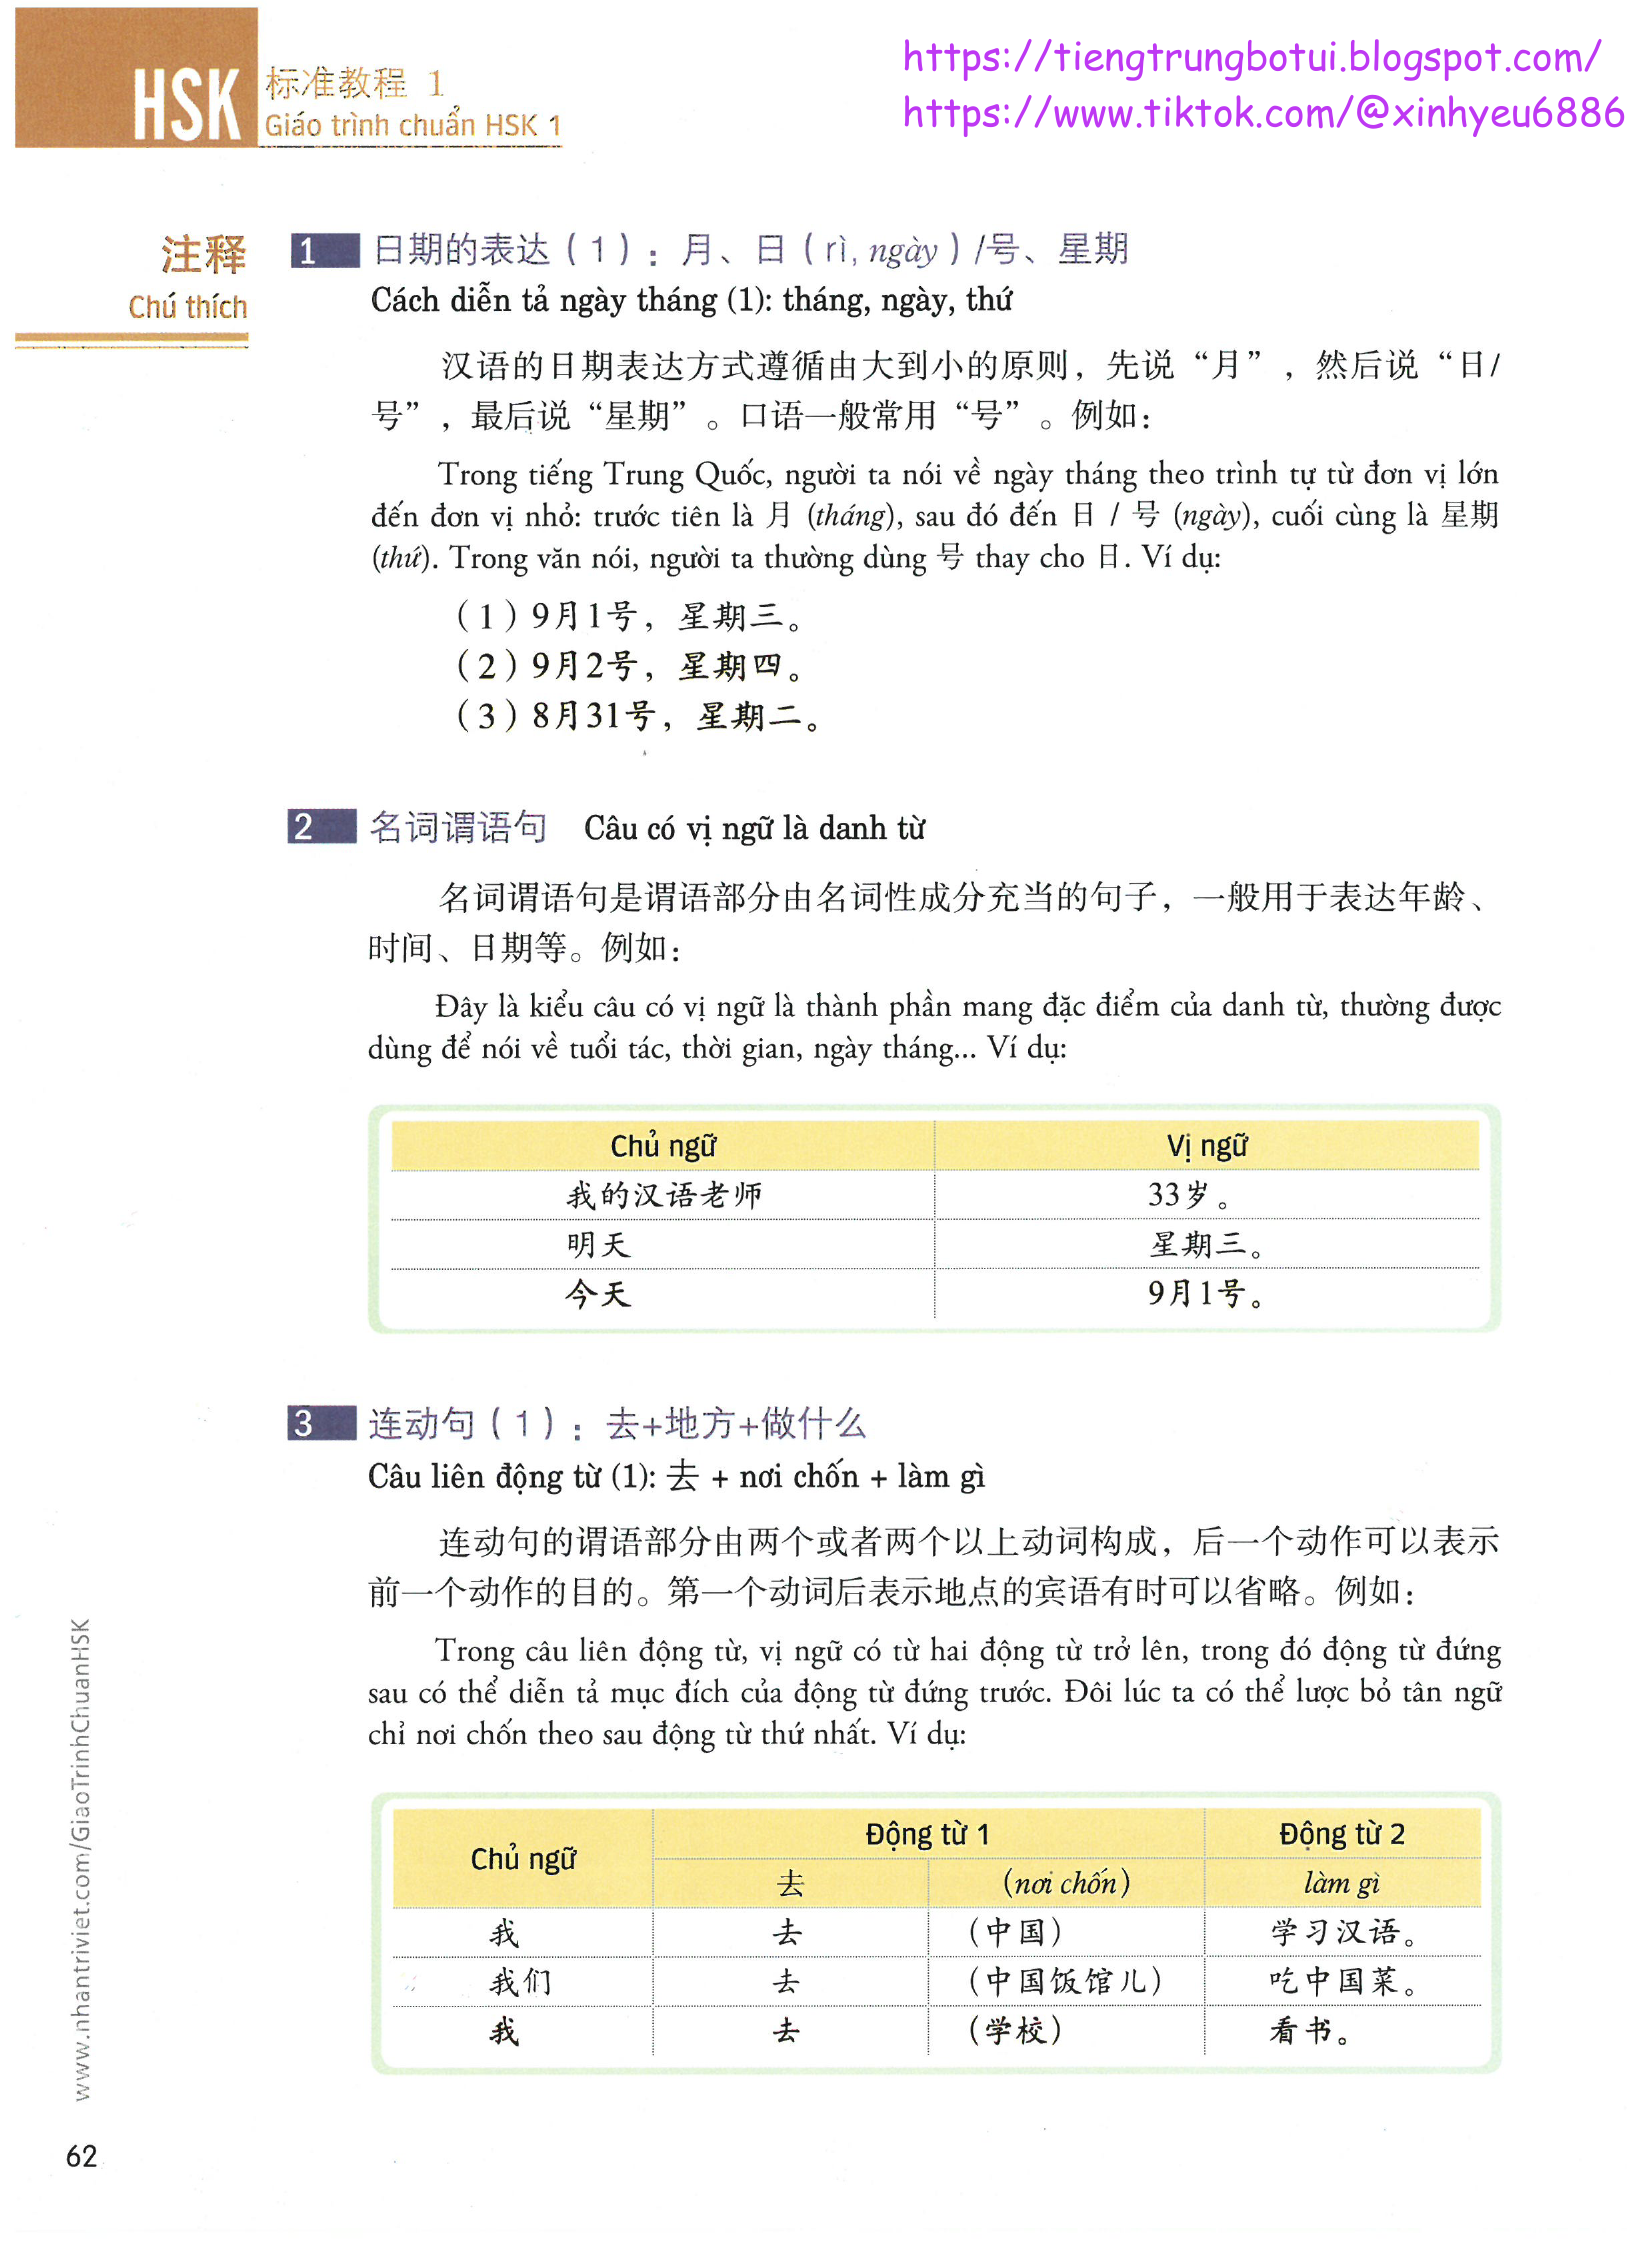 https://tiengtrungbotui.blogspot.com/
https://www.tiktok.com/@xinhyeu6886
HSK 标准教程 1
Giáo trình chuẩn HSK 1
注释
Chú thích
1 日期的表达（1）：月、日（rì, ngày）/号、星期
Cách diễn tả ngày tháng (1): tháng, ngày, thứ
汉语的日期表达方式遵循由大到小的原则，先说“月”，然后说“日/
号”，最后说“星期”。口语一般常用“号”。例如：
Trong tiếng Trung Quốc, người ta nói về ngày tháng theo trình tự từ đơn vị lớn
đến đơn vị nhỏ: trước tiên là 月 (tháng), sau đó đến 日 / 号 (ngày), cuối cùng là 星期
(thứ). Trong văn nói, người ta thường dùng 号 thay cho 日. Ví dụ:
（1）9月1号，星期三。
（2）9月2号，星期四。
（3）8月31号，星期二。
2 名词谓语句 Câu có vị ngữ là danh từ
名词谓语句是谓语部分由名词性成分充当的句子，一般用于表达年龄、
时间、日期等。例如：
Đây là kiểu câu có vị ngữ là thành phần mang đặc điểm của danh từ, thường được
dùng để nói về tuổi tác, thời gian, ngày tháng... Ví dụ:
Chủ ngữ Vị ngữ
我的汉语老师 33岁。
明天 星期三。
今天 9月1号。
3 连动句（1）：去+地方+做什么
Câu liên động từ (1): 去 + nơi chốn + làm gì
连动句的谓语部分由两个或者两个以上动词构成，后一个动作可以表示
前一个动作的目的。第一个动词后表示地点的宾语有时可以省略。例如：
Trong câu liên động từ, vị ngữ có từ hai động từ trở lên, trong đó động từ đứng
sau có thể diễn tả mục đích của động từ đứng trước. Đôi lúc ta có thể lược bỏ tân ngữ
chỉ nơi chốn theo sau động từ thứ nhất. Ví dụ:
Chủ ngữ Động từ 1 Động từ 2
去 (nơi chốn) làm gì
我 去 （中国） 学习汉语。
我们 去 （中国饭馆儿） 吃中国菜。
我 去 （学校） 看书。
www.nhantriviet.com/GiaoTrinhChuanHSK
62